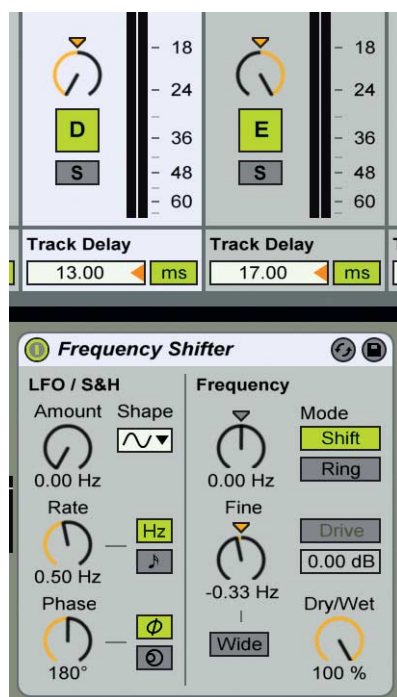 18 18
24 24
D E
36 36
S S
48 48
60 60
Track Delay Track Delay
13.00 ms 17.00 ms
Frequency Shifter
LFO / S&H Frequency
Amount Shape Mode
Shift
0.00 Hz 0.00 Hz Ring
Rate Fine
Hz Drive
0.50 Hz 0.00 dB
-0.33 Hz
Phase Dry/Wet
ϕ
Wide
180° 100 %